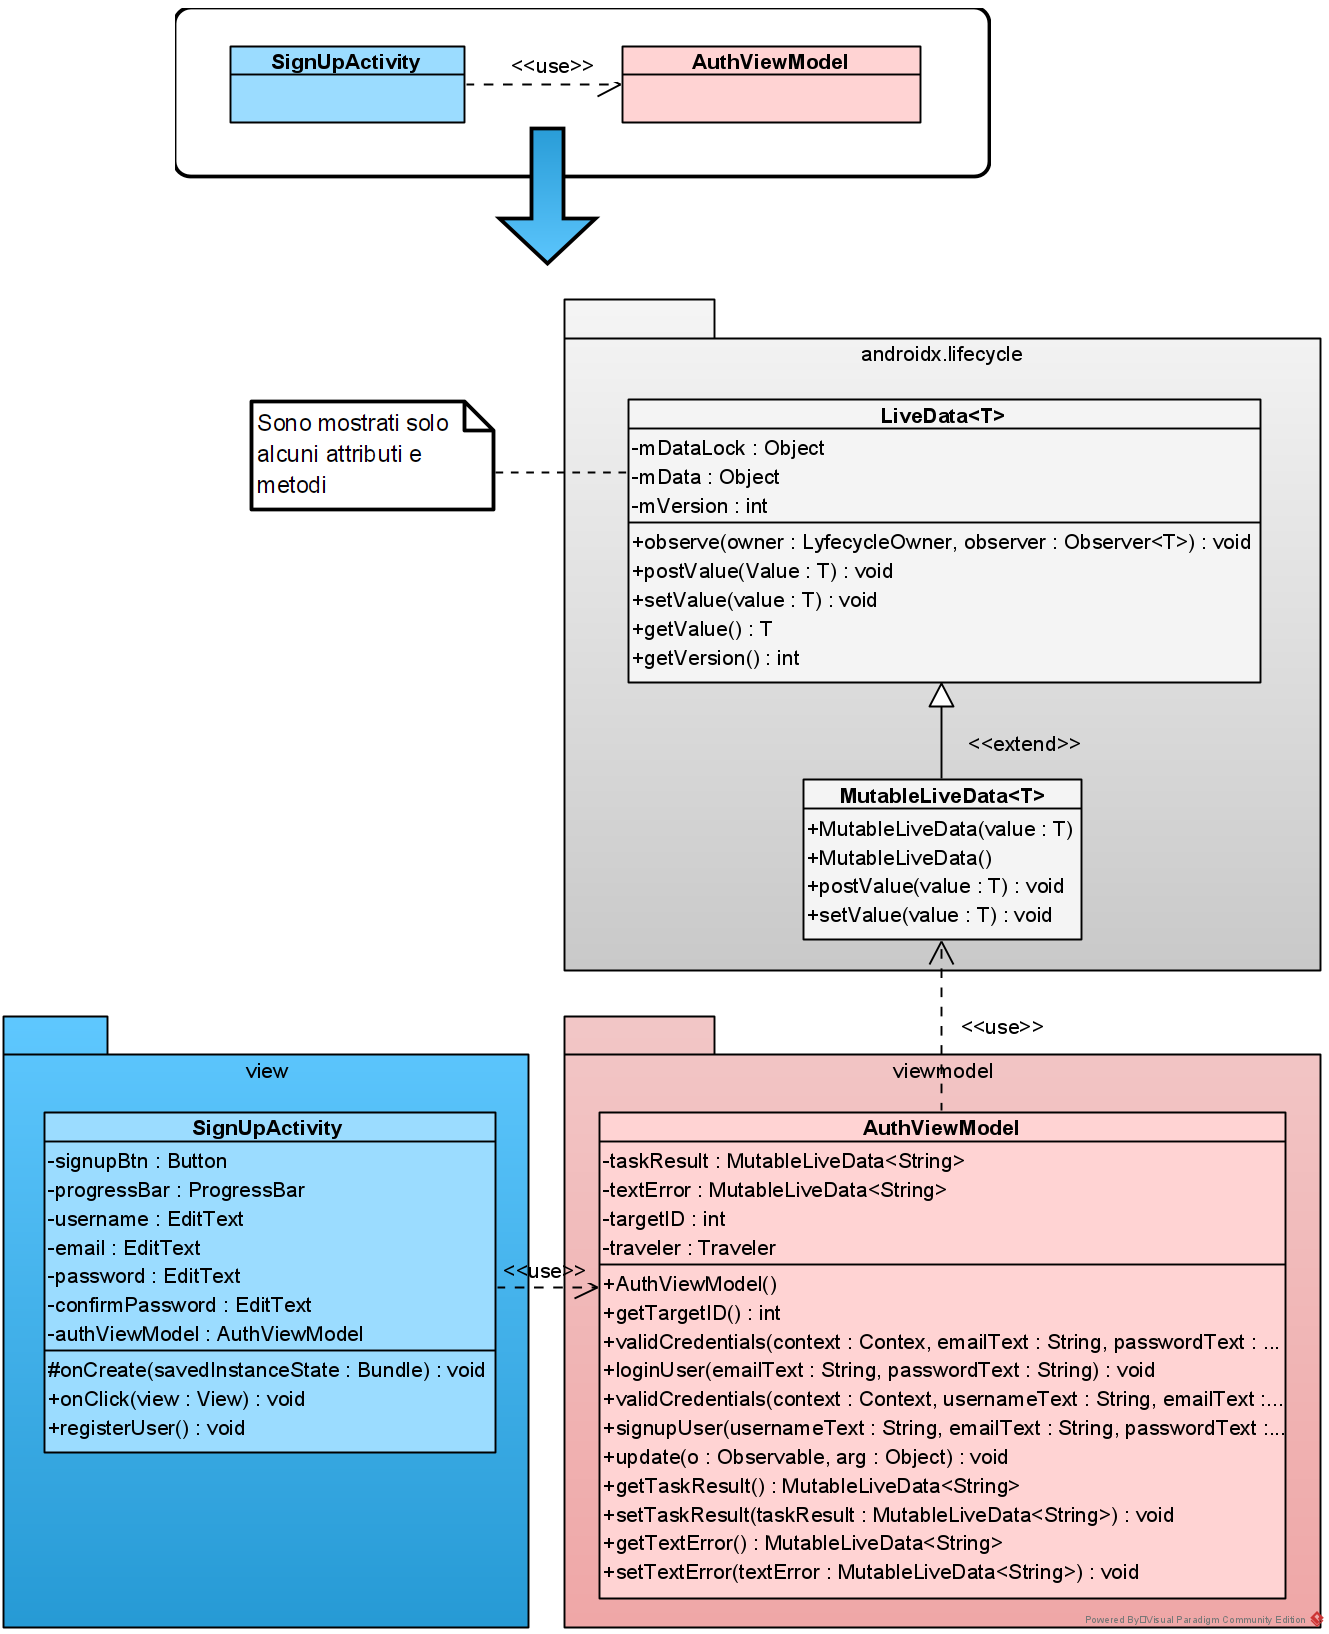 SignUpActivity
<<use>>
AuthViewModel
androidx.lifecycle
Sono mostrati solo
alcuni attributi e
metodi
LiveData<T>
-mDataLock : Object
-mData : Object
-mVersion : int
+observe(owner : LyfecycleOwner, observer : Observer<T>) : void
+postValue(Value : T) : void
+setValue(value : T) : void
+getValue() : T
+getVersion() : int
<<extend>>
MutableLiveData<T>
+MutableLiveData(value : T)
+MutableLiveData()
+postValue(value : T) : void
+setValue(value : T) : void
<<use>>
view
SignUpActivity
-signupBtn : Button
-progressBar : ProgressBar
-username : EditText
-email : EditText
-password : EditText
-confirmPassword : EditText
-authViewModel : AuthViewModel
#onCreate(savedInstanceState : Bundle) : void
+onClick(view : View) : void
+registerUser() : void
<<use>>
viewmodel
AuthViewModel
-taskResult : MutableLiveData<String>
-textError : MutableLiveData<String>
-targetID : int
-traveler : Traveler
+AuthViewModel()
+getTargetID() : int
+validCredentials(context : Contex, emailText : String, passwordText : ...
+loginUser(emailText : String, passwordText : String) : void
+validCredentials(context : Context, usernameText : String, emailText :...
+signupUser(usernameText : String, emailText : String, passwordText :...
+update(o : Observable, arg : Object) : void
+getTaskResult() : MutableLiveData<String>
+setTaskResult(taskResult : MutableLiveData<String>) : void
+getTextError() : MutableLiveData<String>
+setTextError(textError : MutableLiveData<String>) : void
Powered By Visual Paradigm Community Edition